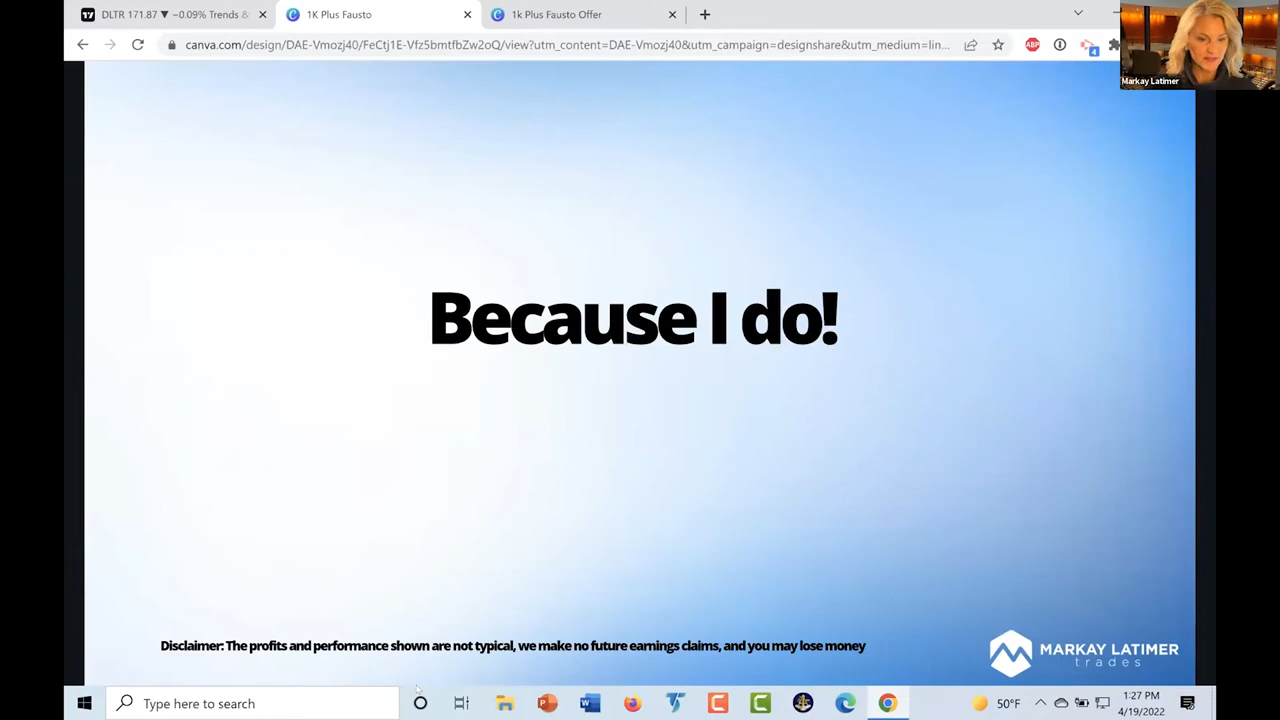 DLTR 171.87 ▼ −0.09% Trends &
1K Plus Fausto
1k Plus Fausto Offer
canva.com/design/DAE-Vmozj40/FeCtj1E-Vfz5bmtfbZw2oQ/view?utm_content=DAE-Vmozj40&utm_campaign=designshare&utm_medium=lin...
ABP
4
Markay Latimer
Because I do!
Disclaimer: The profits and performance shown are not typical, we make no future earnings claims, and you may lose money
MARKAY LATIMER
trades
Type here to search
50°F
1:27 PM
4/19/2022